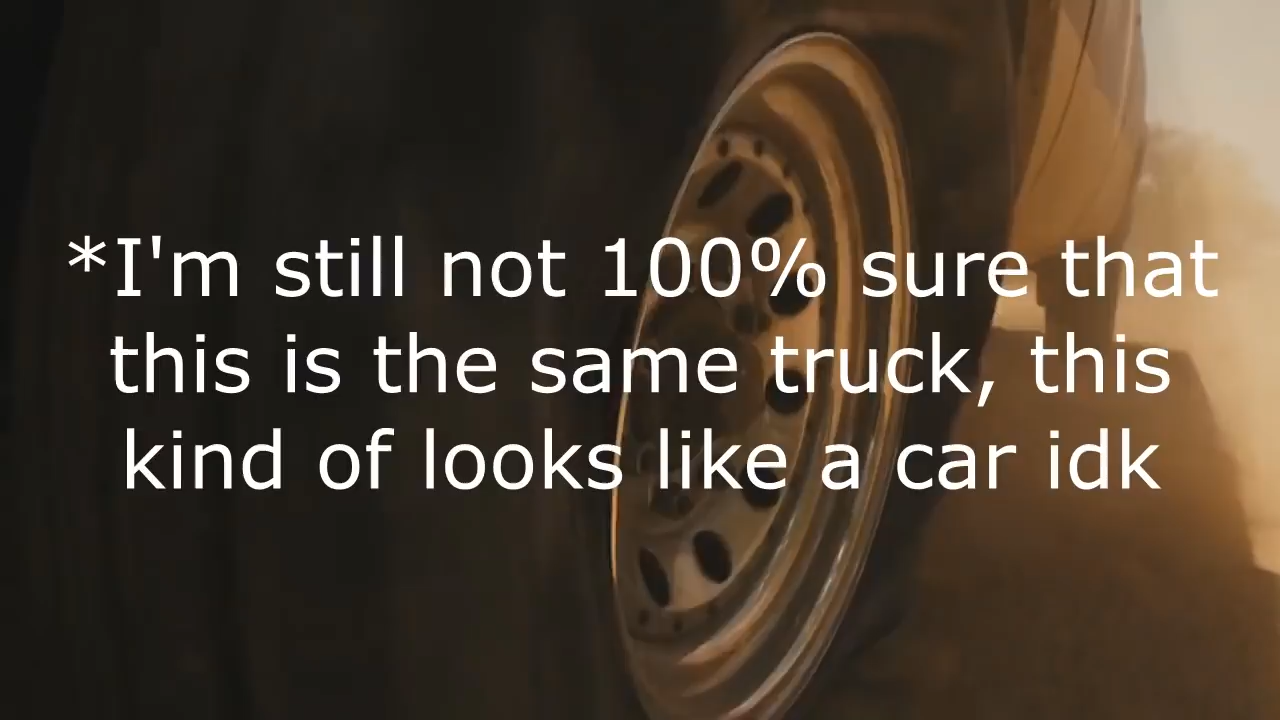 *I'm still not 100% sure that
this is the same truck, this
kind of looks like a car idk